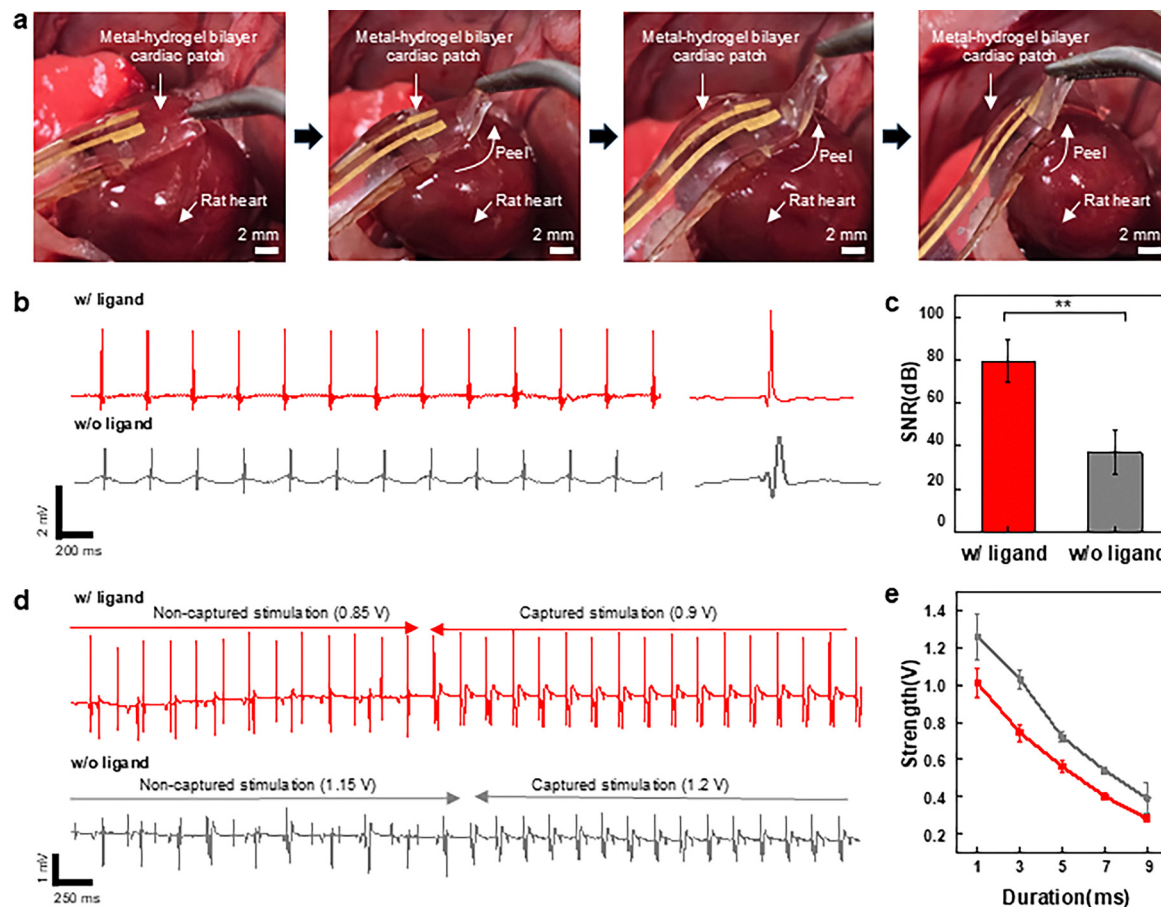 a
Metal-hydrogel bilayer
cardiac patch
Rat heart
2 mm
Metal-hydrogel bilayer
cardiac patch
Peel
Rat heart
2 mm
Metal-hydrogel bilayer
cardiac patch
Peel
Rat heart
2 mm
Metal-hydrogel bilayer
cardiac patch
Peel
Rat heart
2 mm
b
w/ ligand
w/o ligand
2 mV
200 ms
c
100
80
60
40
20
0
SNR(dB)
**
w/ ligand
w/o ligand
d
w/ ligand
Non-captured stimulation (0.85 V)
Captured stimulation (0.9 V)
w/o ligand
Non-captured stimulation (1.15 V)
Captured stimulation (1.2 V)
1 mV
250 ms
e
1.4
1.2
1.0
0.8
0.6
0.4
0.2
Strength(V)
1 3 5 7 9
Duration(ms)